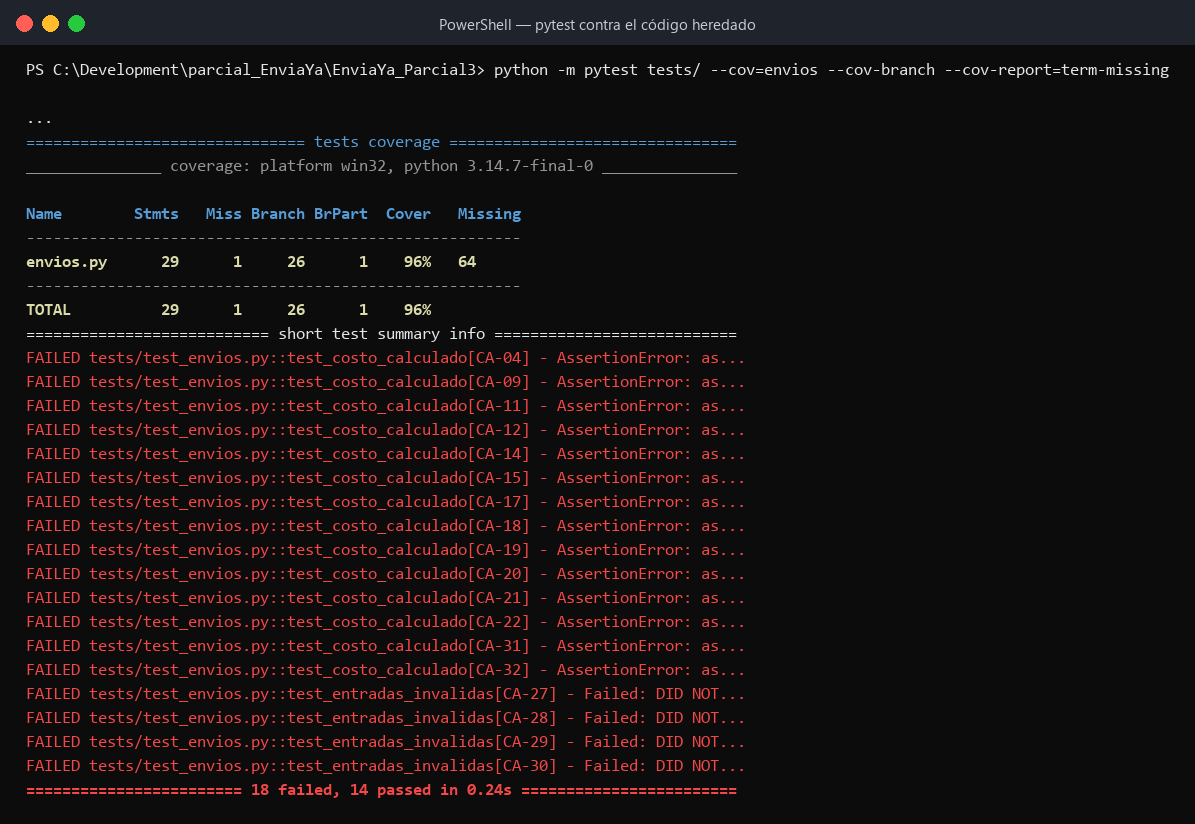 PowerShell — pytest contra el código heredado
PS C:\Development\parcial_EnviaYa\EnviaYa_Parcial3> python -m pytest tests/ --cov=envios --cov-branch --cov-report=term-missing
...
=============================== tests coverage ================================
_______________ coverage: platform win32, python 3.14.7-final-0 _______________
Name        Stmts   Miss Branch BrPart  Cover   Missing
-------------------------------------------------------
envios.py      29      1     26      1    96%   64
-------------------------------------------------------
TOTAL          29      1     26      1    96%
=========================== short test summary info ===========================
FAILED tests/test_envios.py::test_costo_calculado[CA-04] - AssertionError: as...
FAILED tests/test_envios.py::test_costo_calculado[CA-09] - AssertionError: as...
FAILED tests/test_envios.py::test_costo_calculado[CA-11] - AssertionError: as...
FAILED tests/test_envios.py::test_costo_calculado[CA-12] - AssertionError: as...
FAILED tests/test_envios.py::test_costo_calculado[CA-14] - AssertionError: as...
FAILED tests/test_envios.py::test_costo_calculado[CA-15] - AssertionError: as...
FAILED tests/test_envios.py::test_costo_calculado[CA-17] - AssertionError: as...
FAILED tests/test_envios.py::test_costo_calculado[CA-18] - AssertionError: as...
FAILED tests/test_envios.py::test_costo_calculado[CA-19] - AssertionError: as...
FAILED tests/test_envios.py::test_costo_calculado[CA-20] - AssertionError: as...
FAILED tests/test_envios.py::test_costo_calculado[CA-21] - AssertionError: as...
FAILED tests/test_envios.py::test_costo_calculado[CA-22] - AssertionError: as...
FAILED tests/test_envios.py::test_costo_calculado[CA-31] - AssertionError: as...
FAILED tests/test_envios.py::test_costo_calculado[CA-32] - AssertionError: as...
FAILED tests/test_envios.py::test_entradas_invalidas[CA-27] - Failed: DID NOT...
FAILED tests/test_envios.py::test_entradas_invalidas[CA-28] - Failed: DID NOT...
FAILED tests/test_envios.py::test_entradas_invalidas[CA-29] - Failed: DID NOT...
FAILED tests/test_envios.py::test_entradas_invalidas[CA-30] - Failed: DID NOT...
======================== 18 failed, 14 passed in 0.24s ========================